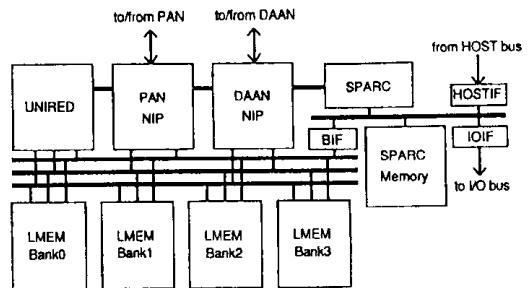 to/from PAN
to/from DAAN
from HOST bus
UNIRED
PAN
NIP
DAAN
NIP
SPARC
HOSTIF
BIF
IOIF
SPARC
Memory
to I/O bus
LMEM
Bank0
LMEM
Bank1
LMEM
Bank2
LMEM
Bank3